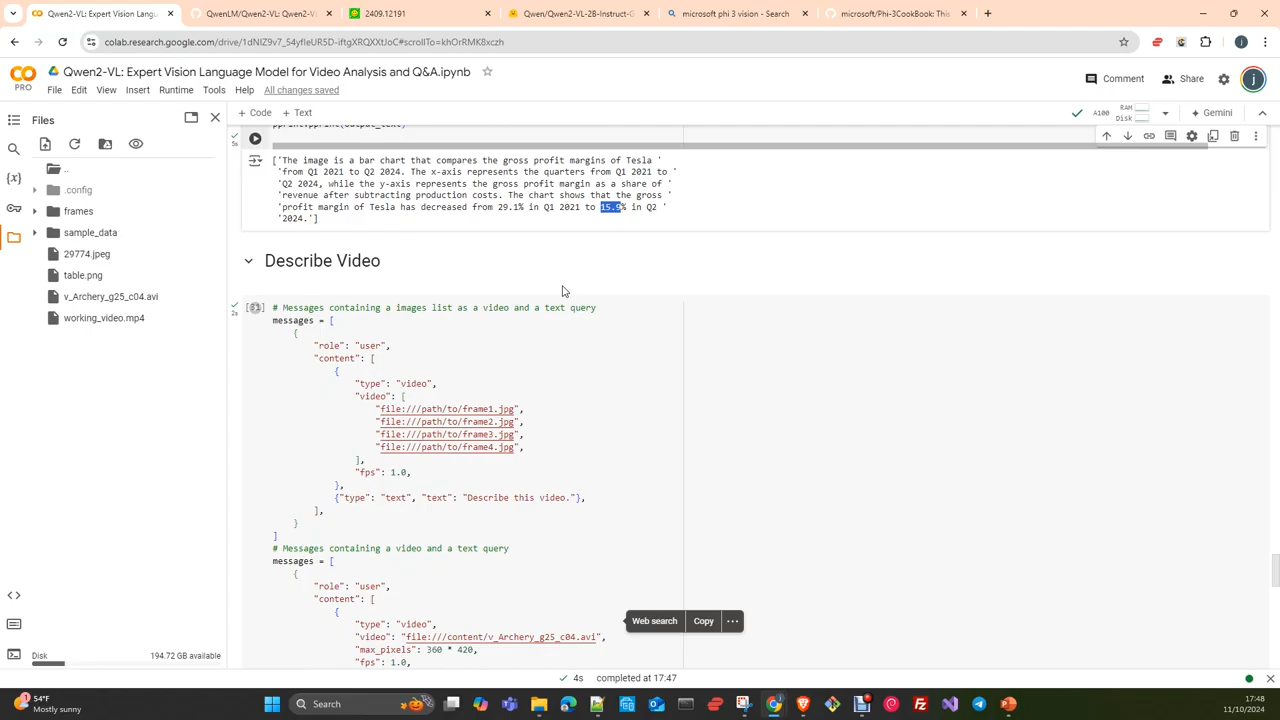 Qwen2-VL: Expert Vision Langu
QwenLM/Qwen2-VL: Qwen2-V
2409.12191
Qwen/Qwen2-VL-2B-Instruct-G
microsoft phi 3 vision - Search
microsoft/Phi-3CookBook: This
colab.research.google.com/drive/1dNIZ9v7_54yfIeUR5D-iftgXRQXXtJoC#scrollTo=khOrRMK8xczh
Qwen2-VL: Expert Vision Language Model for Video Analysis and Q&A.ipynb
Comment
Share
PRO
File Edit View Insert Runtime Tools Help All changes saved
Files
+ Code + Text
A100
RAM
Disk
Gemini
..
.config
frames
sample_data
29774.jpeg
table.png
v_Archery_g25_c04.avi
working_video.mp4
5s
['The image is a bar chart that compares the gross profit margins of Tesla '
'from Q1 2021 to Q2 2024. The x-axis represents the quarters from Q1 2021 to '
'Q2 2024, while the y-axis represents the gross profit margin as a share of '
'revenue after subtracting production costs. The chart shows that the gross '
'profit margin of Tesla has decreased from 29.1% in Q1 2021 to 15.9% in Q2 '
'2024.']
Describe Video
2s
# Messages containing a images list as a video and a text query
messages = [
{
"role": "user",
"content": [
{
"type": "video",
"video": [
"file:///path/to/frame1.jpg",
"file:///path/to/frame2.jpg",
"file:///path/to/frame3.jpg",
"file:///path/to/frame4.jpg",
],
"fps": 1.0,
},
{"type": "text", "text": "Describe this video."},
],
}
]
# Messages containing a video and a text query
messages = [
{
"role": "user",
"content": [
{
"type": "video",
"video": "file:///content/v_Archery_g25_c04.avi",
"max_pixels": 360 * 420,
"fps": 1.0,
Web search
Copy
Disk
194.72 GB available
4s completed at 17:47
54°F
Mostly sunny
Search
17:48
11/10/2024